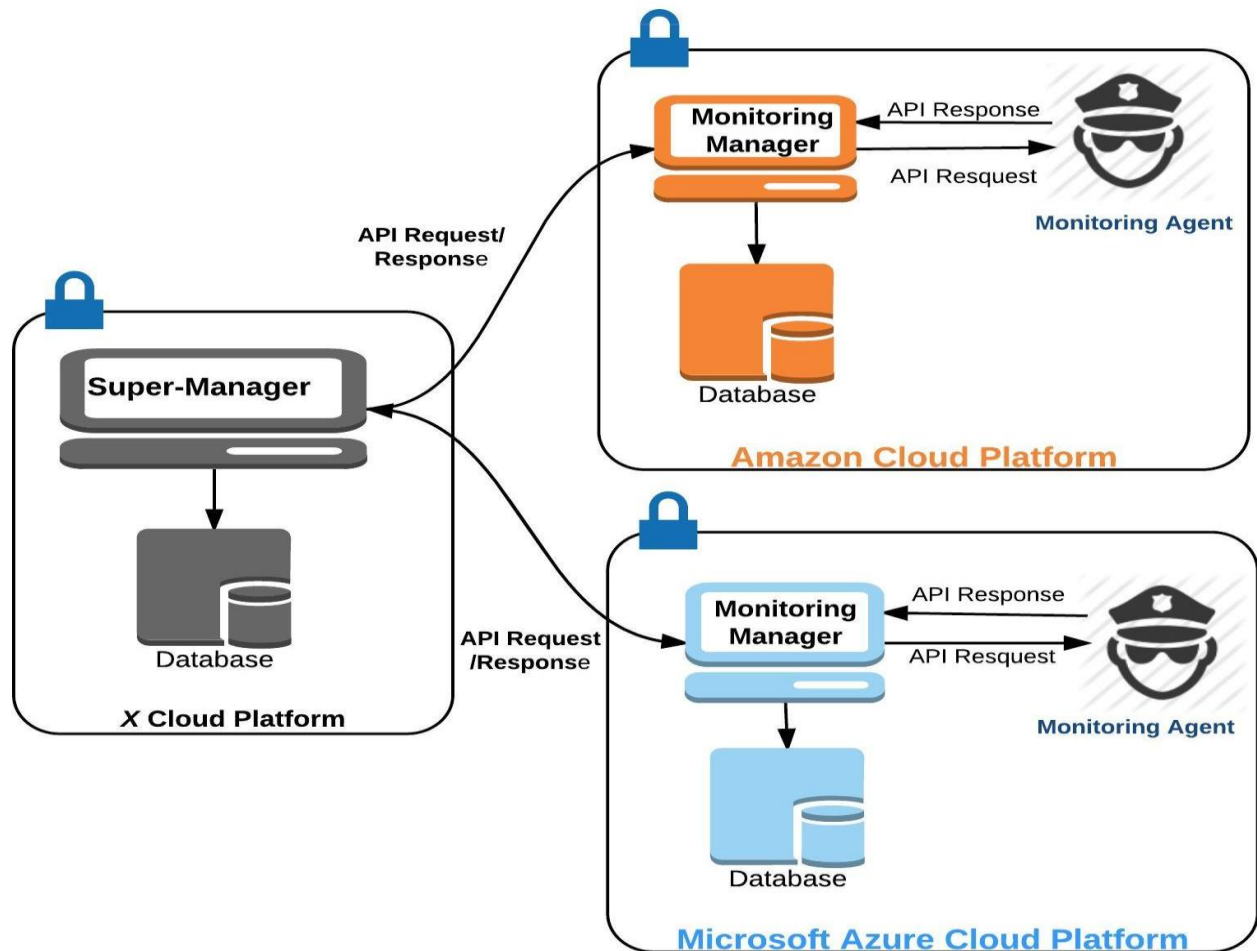 Monitoring
Manager
API Response
API Resquest
Monitoring Agent
Database
Amazon Cloud Platform
API Request/
Response
Super-Manager
Database
X Cloud Platform
API Request
/Response
Monitoring
Manager
API Response
API Resquest
Monitoring Agent
Database
Microsoft Azure Cloud Platform